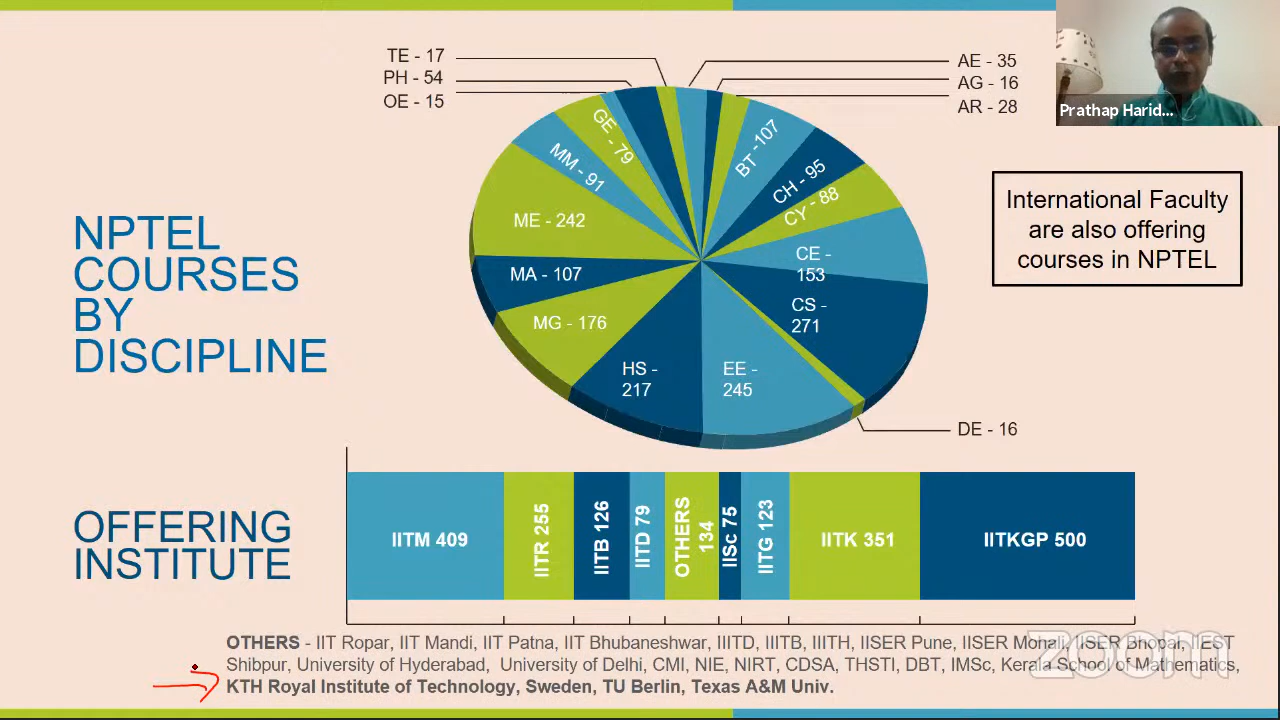 NPTEL
COURSES
BY
DISCIPLINE
TE - 17
PH - 54
OE - 15
AE - 35
AG - 16
AR - 28
GE - 79
MM - 91
ME - 242
MA - 107
MG - 176
HS -
217
EE -
245
BT -107
CH - 95
CY - 88
CE -
153
CS -
271
DE - 16
Prathap Harid...
International Faculty
are also offering
courses in NPTEL
OFFERING
INSTITUTE
IITM 409
IITR 255
IITB 126
IITD 79
OTHERS
134
IISc 75
IITG 123
IITK 351
IITKGP 500
OTHERS - IIT Ropar, IIT Mandi, IIT Patna, IIT Bhubaneshwar, IIITD, IIITB, IIITH, IISER Pune, IISER Mohali, IISER Bhopal, IIEST
Shibpur, University of Hyderabad, University of Delhi, CMI, NIE, NIRT, CDSA, THSTI, DBT, IMSc, Kerala School of Mathematics,
KTH Royal Institute of Technology, Sweden, TU Berlin, Texas A&M Univ.
zoom